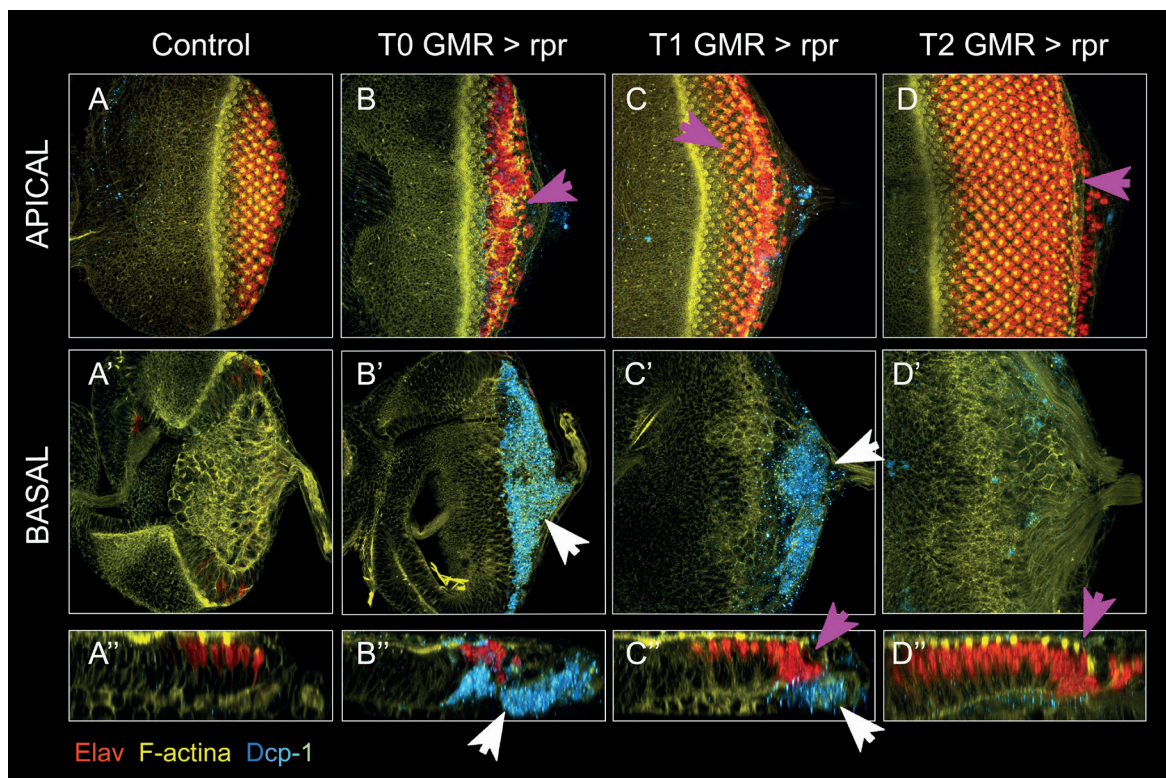 Control T0 GMR > rpr T1 GMR > rpr T2 GMR > rpr
APICAL
A B C D
BASAL
A' B' C' D'
A'' B'' C'' D''
Elav F-actina Dcp-1